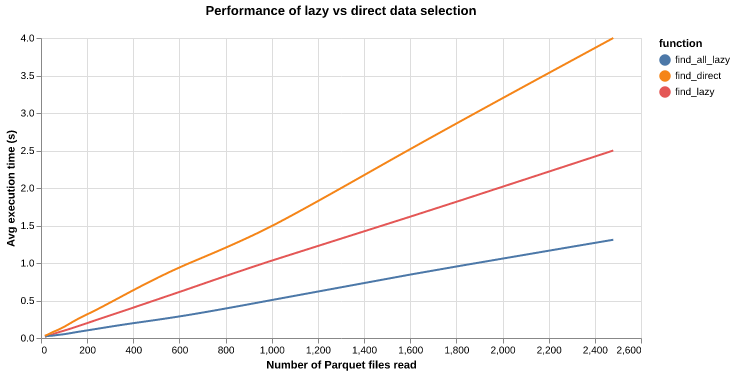 Performance of lazy vs direct data selection
function
find_all_lazy
find_direct
find_lazy
Avg execution time (s)
4.0
3.5
3.0
2.5
2.0
1.5
1.0
0.5
0.0
0 200 400 600 800 1,000 1,200 1,400 1,600 1,800 2,000 2,200 2,400 2,600
Number of Parquet files read